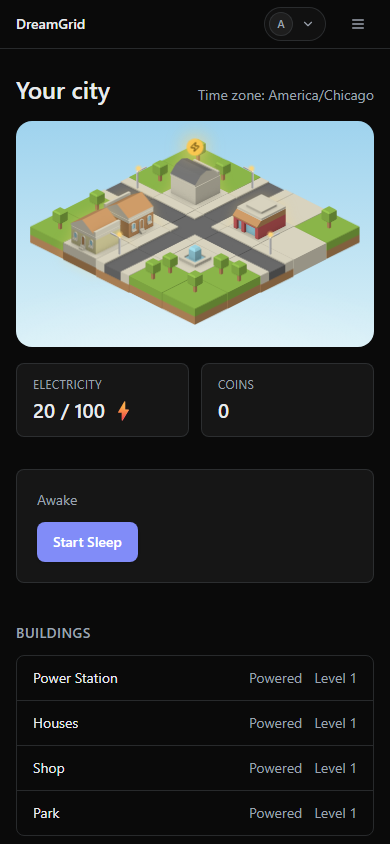 DreamGrid
A
Your city
Time zone: America/Chicago
ELECTRICITY
20 / 100
COINS
0
Awake
Start Sleep
BUILDINGS
Power Station Powered Level 1
Houses Powered Level 1
Shop Powered Level 1
Park Powered Level 1